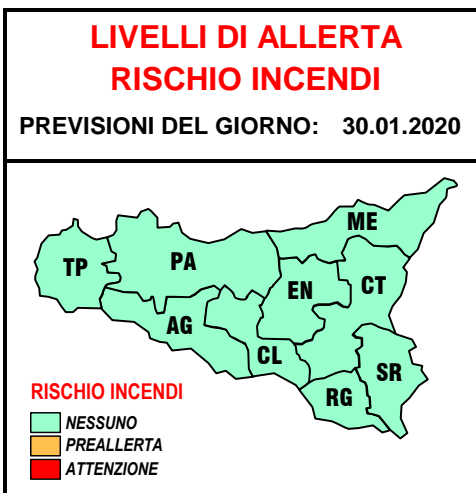 LIVELLI DI ALLERTA
RISCHIO INCENDI
PREVISIONI DEL GIORNO: 30.01.2020
ME
TP
PA
EN
CT
AG
CL
SR
RG
RISCHIO INCENDI
NESSUNO
PREALLERTA
ATTENZIONE